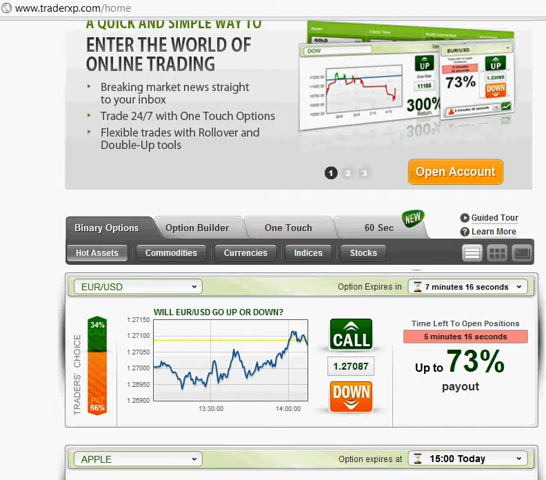 www.traderxp.com/home
A QUICK AND SIMPLE WAY TO
ENTER THE WORLD OF
ONLINE TRADING
Breaking market news straight
to your inbox
Trade 24/7 with One Touch Options
Flexible trades with Rollover and
Double-Up tools
GOLD
DOW
EUR/USD
UP
73%
DOWN
300%
1 2 3
Open Account
Binary Options
Option Builder
One Touch
60 Sec
NEW
Guided Tour
Learn More
Hot Assets
Commodities
Currencies
Indices
Stocks
EUR/USD
Option Expires in
7 minutes 16 seconds
TRADERS' CHOICE
34%
PUT
66%
WILL EUR/USD GO UP OR DOWN?
1.27150
1.27100
1.27050
1.27000
1.26950
1.26900
13:30:00
14:00:00
CALL
1.27087
DOWN
Time Left To Open Positions
5 minutes 16 seconds
Up to 73%
payout
APPLE
Option expires at
15:00 Today